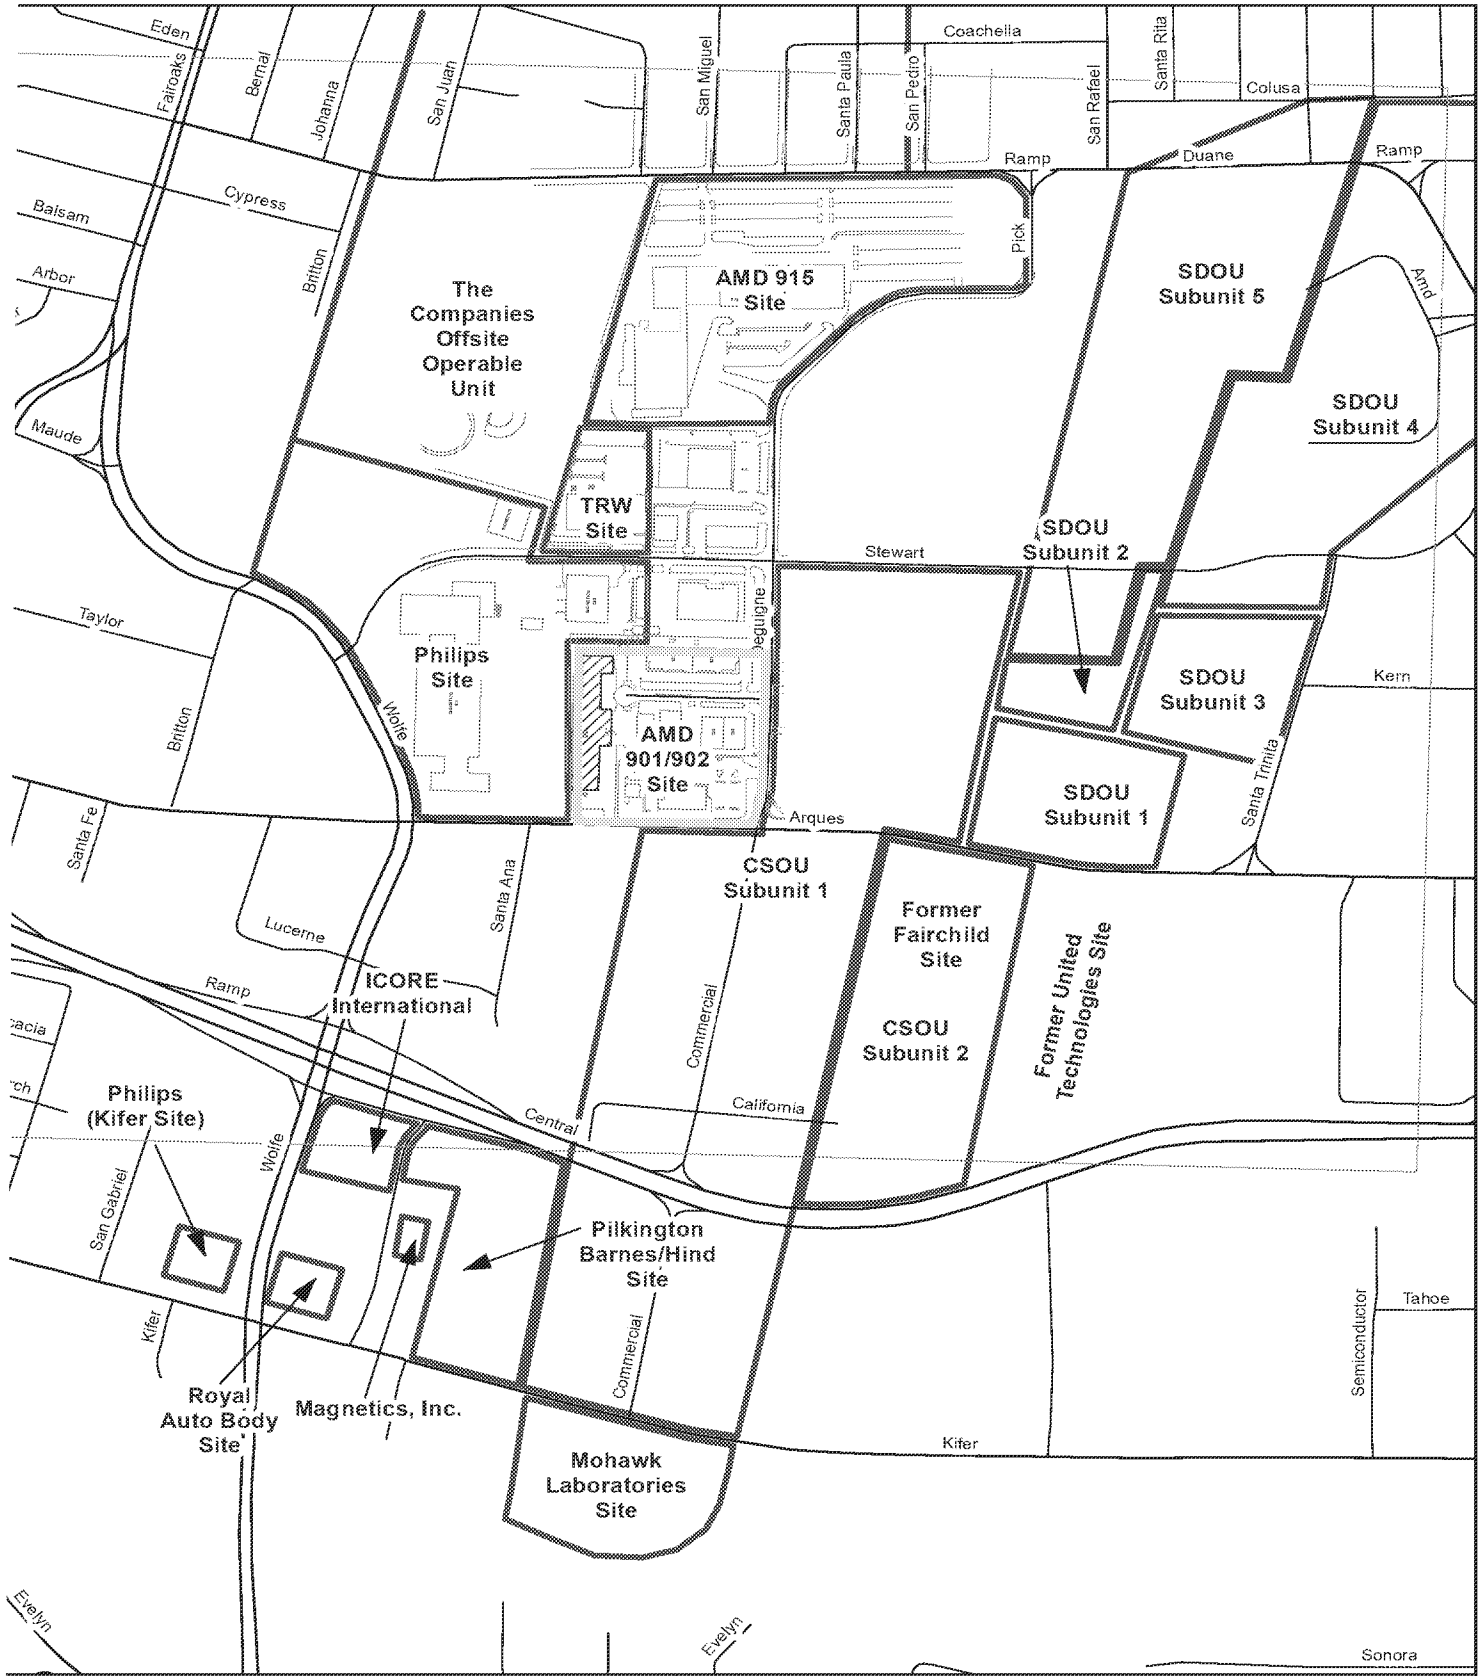 Eden
Fairoaks
Bernal
Johanna
San Juan
San Miguel
Santa Paula
San Pedro
Coachella
San Rafael
Santa Rita
Colusa
Ramp
Duane
Ramp
Cypress
Balsam
Arbor
Britton
Pick
Amd
The
Companies
Offsite
Operable
Unit
AMD 915
Site
SDOU
Subunit 5
SDOU
Subunit 4
Maude
TRW
Site
Stewart
SDOU
Subunit 2
Taylor
Philips
Site
Wolfe
Britton
AMD
901/902
Site
SDOU
Subunit 3
Kern
Santa Trinita
SDOU
Subunit 1
Santa Fe
Arques
CSOU
Subunit 1
Santa Ana
Lucerne
Former
Fairchild
Site
Former United
Technologies Site
Ramp
ICORE
International
Commercial
CSOU
Subunit 2
Philips
(Kifer Site)
Central
California
Wolfe
San Gabriel
Pilkington
Barnes/Hind
Site
Kifer
Commercial
Semiconductor
Tahoe
Royal
Auto Body
Site
Magnetics, Inc.
Kifer
Mohawk
Laboratories
Site
Evelyn
Evelyn
Sonora